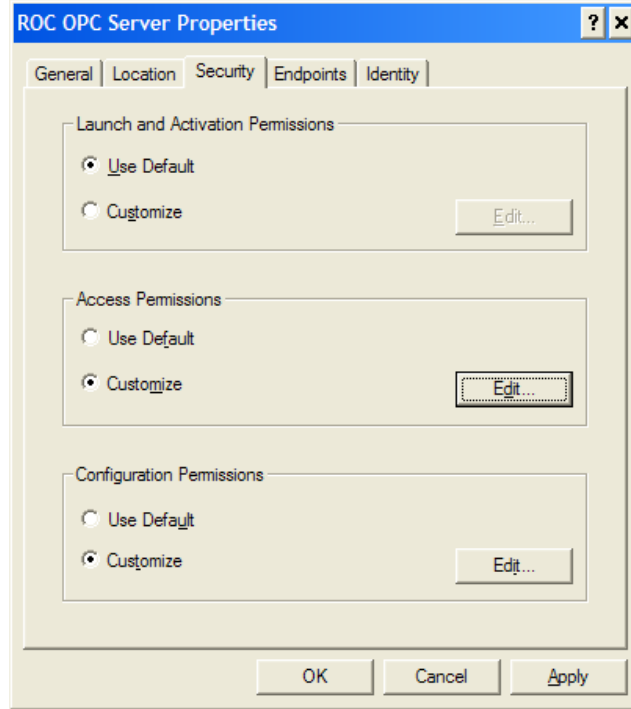 ROC OPC Server Properties
? ×
General Location Security Endpoints Identity
Launch and Activation Permissions
Use Default
Customize
Edit...
Access Permissions
Use Default
Customize
Edit...
Configuration Permissions
Use Default
Customize
Edit...
OK Cancel Apply